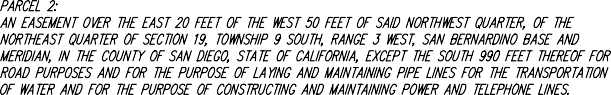 PARCEL 2:
AN EASEMENT OVER THE EAST 20 FEET OF THE WEST 50 FEET OF SAID NORTHWEST QUARTER, OF THE
NORTHEAST QUARTER OF SECTION 19, TOWNSHIP 9 SOUTH, RANGE 3 WEST, SAN BERNARDINO BASE AND
MERIDIAN, IN THE COUNTY OF SAN DIEGO, STATE OF CALIFORNIA, EXCEPT THE SOUTH 990 FEET THEREOF FOR
ROAD PURPOSES AND FOR THE PURPOSE OF LAYING AND MAINTAINING PIPE LINES FOR THE TRANSPORTATION
OF WATER AND FOR THE PURPOSE OF CONSTRUCTING AND MAINTAINING POWER AND TELEPHONE LINES.